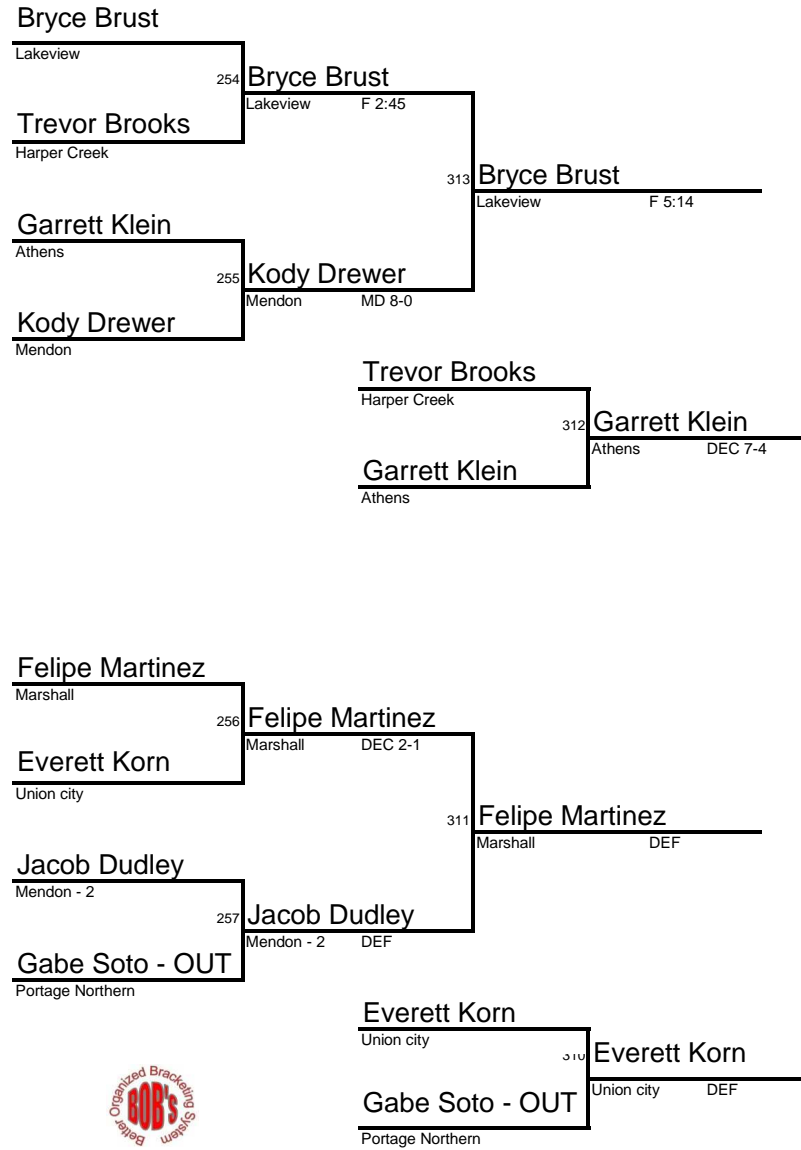 Bryce Brust
Lakeview
254 Bryce Brust
Lakeview F 2:45
Trevor Brooks
Harper Creek
313 Bryce Brust
Lakeview F 5:14
Garrett Klein
Athens
255 Kody Drewer
Mendon MD 8-0
Kody Drewer
Mendon
Trevor Brooks
Harper Creek
312 Garrett Klein
Athens DEC 7-4
Garrett Klein
Athens
Felipe Martinez
Marshall
256 Felipe Martinez
Marshall DEC 2-1
Everett Korn
Union city
311 Felipe Martinez
Marshall DEF
Jacob Dudley
Mendon - 2
257 Jacob Dudley
Mendon - 2 DEF
Gabe Soto - OUT
Portage Northern
Everett Korn
Union city
310 Everett Korn
Union city DEF
Gabe Soto - OUT
Portage Northern
Better Organized Bracketing System
BOB'S